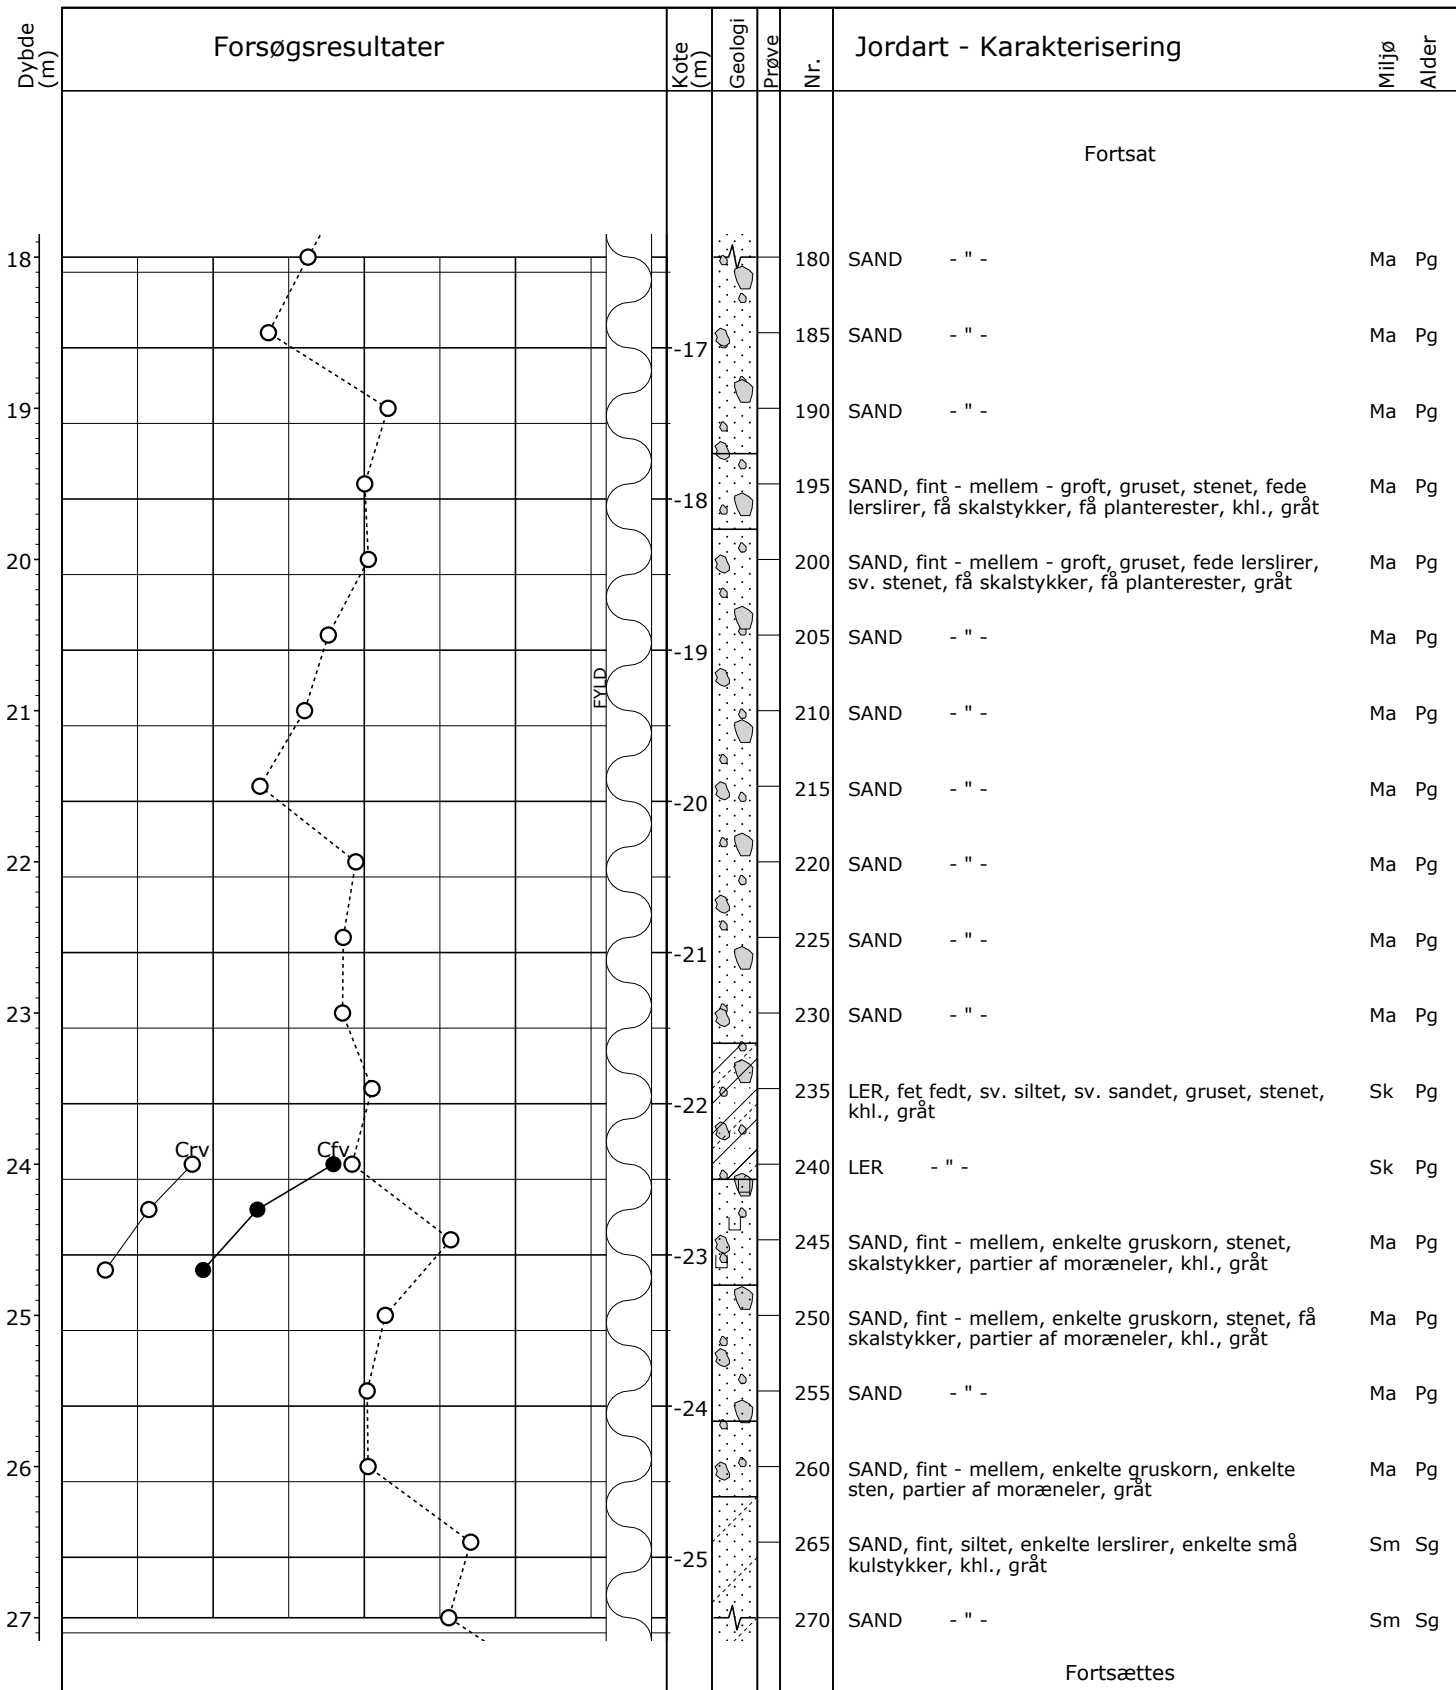 Dybde (m)
Forsøgsresultater
Kote (m)
Geologi
Prøve
Nr.
Jordart - Karakterisering
Miljø
Alder
Fortsat
18
180 SAND - " - Ma Pg
185 SAND - " - Ma Pg
-17
19
190 SAND - " - Ma Pg
195 SAND, fint - mellem - groft, gruset, stenet, fede Ma Pg
lerslirer, få skalstykker, få planterester, khl., gråt
-18
20
200 SAND, fint - mellem - groft, gruset, fede lerslirer, Ma Pg
sv. stenet, få skalstykker, få planterester, gråt
205 SAND - " - Ma Pg
-19
FYLD
21
210 SAND - " - Ma Pg
215 SAND - " - Ma Pg
-20
22
220 SAND - " - Ma Pg
225 SAND - " - Ma Pg
-21
23
230 SAND - " - Ma Pg
235 LER, fet fedt, sv. siltet, sv. sandet, gruset, stenet, Sk Pg
khl., gråt
-22
Crv
Cfv
24
240 LER - " - Sk Pg
245 SAND, fint - mellem, enkelte gruskorn, stenet, Ma Pg
skalstykker, partier af moræneler, khl., gråt
-23
25
250 SAND, fint - mellem, enkelte gruskorn, stenet, få Ma Pg
skalstykker, partier af moræneler, khl., gråt
255 SAND - " - Ma Pg
-24
26
260 SAND, fint - mellem, enkelte gruskorn, enkelte Ma Pg
sten, partier af moræneler, gråt
265 SAND, fint, siltet, enkelte lerslirer, enkelte små Sm Sg
kulstykker, khl., gråt
-25
27
270 SAND - " - Sm Sg
Fortsættes